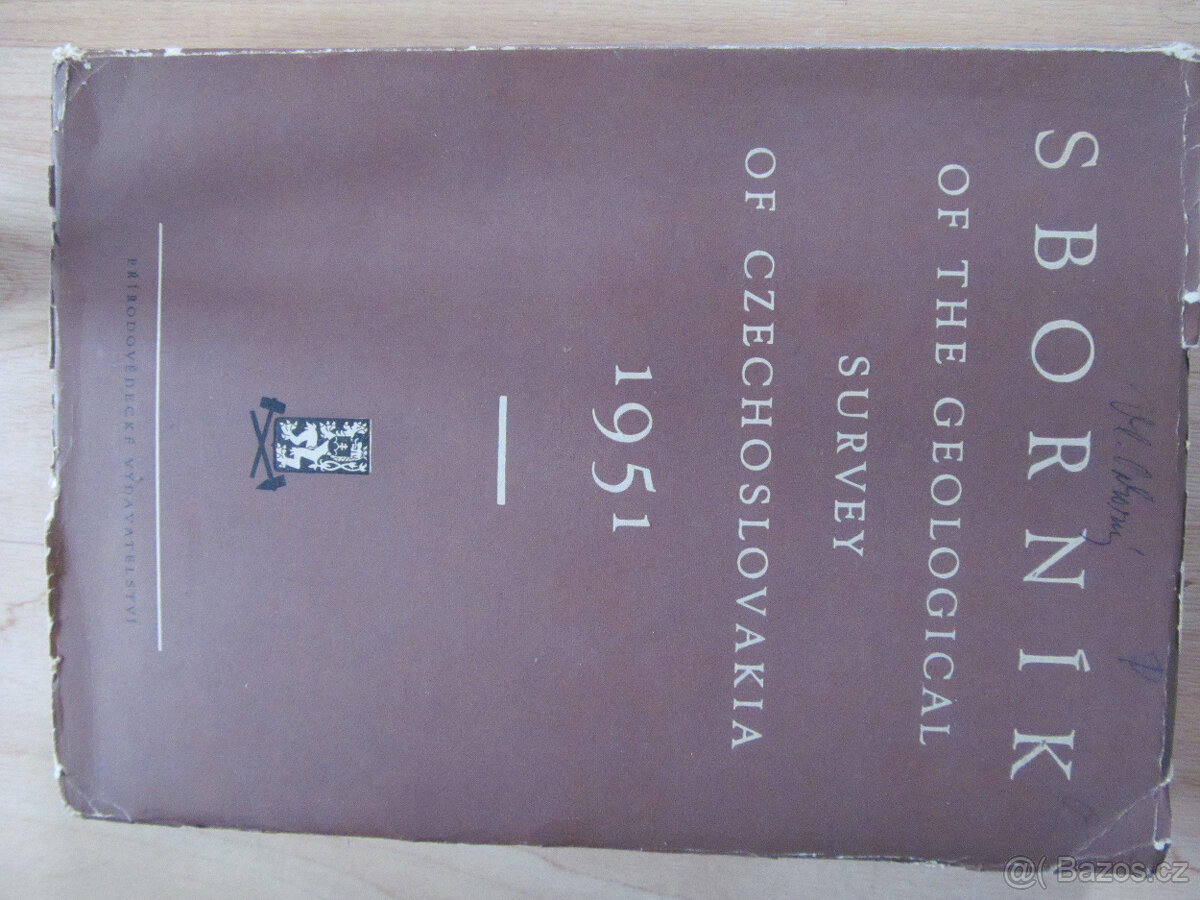 SBORNÍK
OF THE GEOLOGICAL
SURVEY
OF CZECHOSLOVAKIA
1951
PŘÍRODOVĚDECKÉ VYDAVATELSTVÍ
@( Bazos.cz